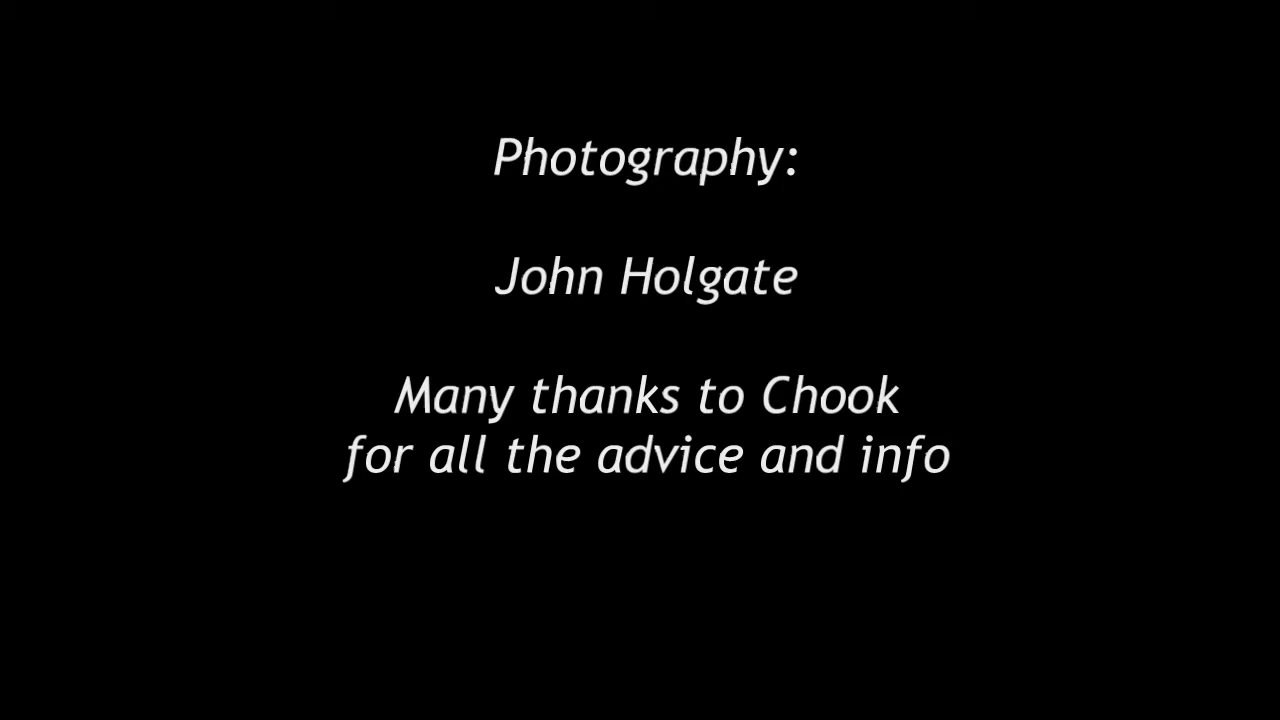 Photography:
John Holgate
Many thanks to Chook
for all the advice and info